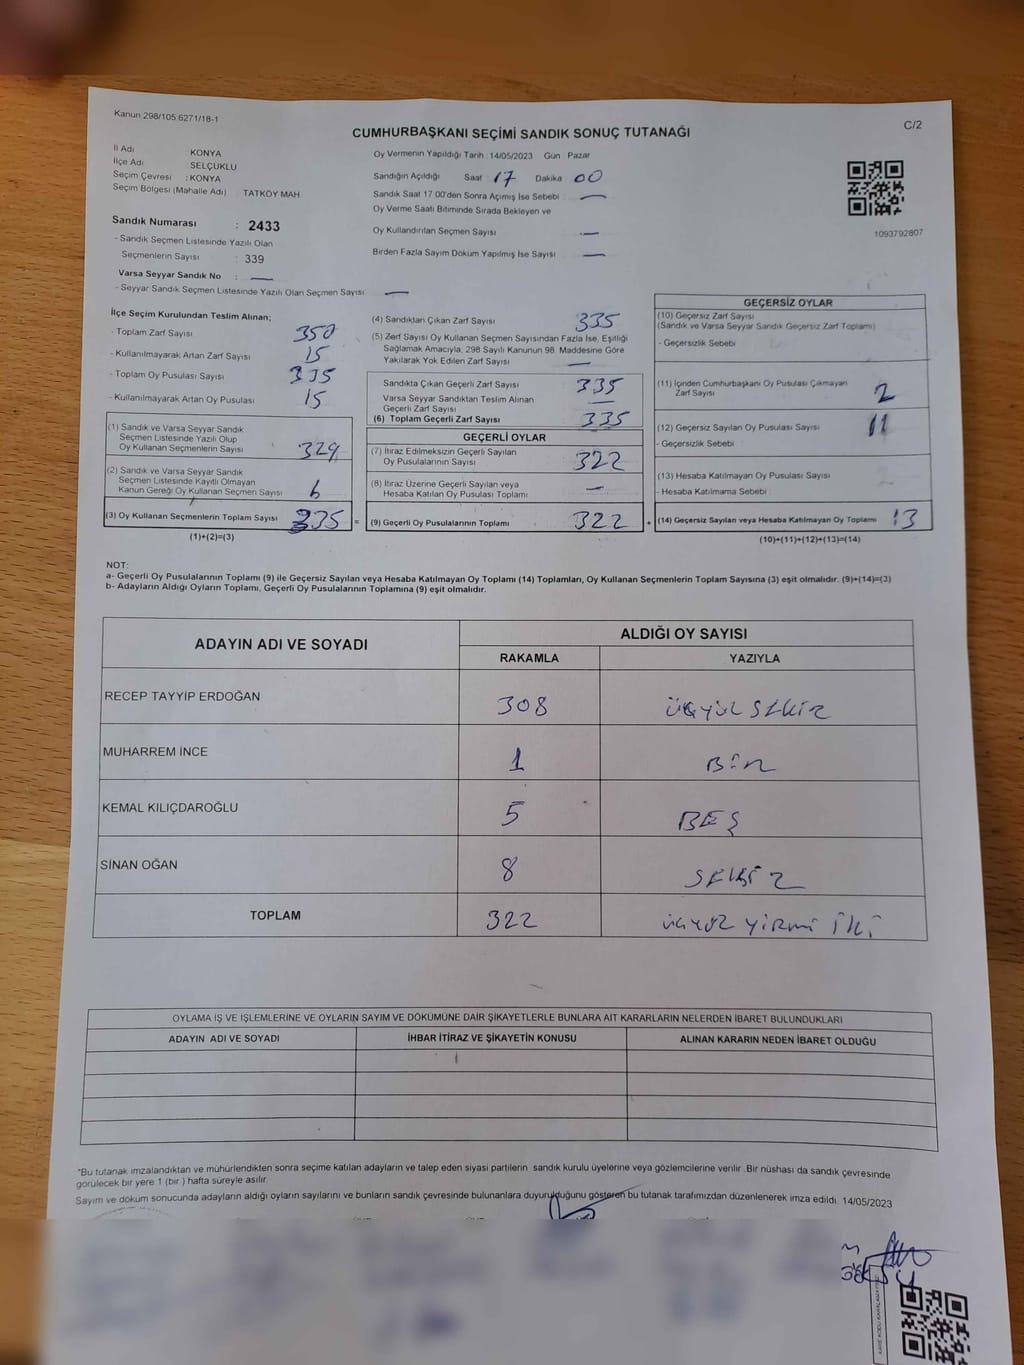 Kanun 298/105.6271/18-1
C/2
CUMHURBAŞKANI SEÇİMİ SANDIK SONUÇ TUTANAĞI
İl Adı KONYA
İlçe Adı SELÇUKLU
Seçim Çevresi : KONYA
Seçim Bölgesi (Mahalle Adı) TATKÖY MAH.
Oy Vermenin Yapıldığı Tarih : 14/05/2023 Gün : Pazar
Sandığın Açıldığı Saat 17 Dakika 00
Sandık Saat 17 00'den Sonra Açımış İse Sebebi : —
Oy Verme Saati Bitiminde Sırada Bekleyen ve
Oy Kullandırılan Seçmen Sayısı : —
Birden Fazla Sayım Döküm Yapılmış İse Sayısı : —
1093792807
Sandık Numarası : 2433
- Sandık Seçmen Listesinde Yazılı Olan
Seçmenlerin Sayısı : 339
Varsa Seyyar Sandık No : —
- Seyyar Sandık Seçmen Listesinde Yazılı Olan Seçmen Sayısı : —
İlçe Seçim Kurulundan Teslim Alınan;
- Toplam Zarf Sayısı 350
- Kullanılmayarak Artan Zarf Sayısı 15
- Toplam Oy Pusulası Sayısı
- Kullanılmayarak Artan Oy Pusulası 15
(1) Sandık ve Varsa Seyyar Sandık
Seçmen Listesinde Yazılı Olup
Oy Kullanan Seçmenlerin Sayısı 329
(2) Sandık ve Varsa Seyyar Sandık
Seçmen Listesinde Kayıtlı Olmayan
Kanun Gereği Oy Kullanan Seçmen Sayısı 6
(3) Oy Kullanan Seçmenlerin Toplam Sayısı 335 =
(1)+(2)=(3)
(4) Sandıktan Çıkan Zarf Sayısı 335
(5) Zarf Sayısı Oy Kullanan Seçmen Sayısından Fazla İse, Eşitliği
Sağlamak Amacıyla, 298 Sayılı Kanunun 98. Maddesine Göre
Yakılarak Yok Edilen Zarf Sayısı —
Sandıkta Çıkan Geçerli Zarf Sayısı 335
Varsa Seyyar Sandıktan Teslim Alınan —
Geçerli Zarf Sayısı
(6) Toplam Geçerli Zarf Sayısı 335
GEÇERLİ OYLAR
(7) İtiraz Edilmeksizin Geçerli Sayılan
Oy Pusulalarının Sayısı 322
(8) İtiraz Üzerine Geçerli Sayılan veya
Hesaba Katılan Oy Pusulası Toplamı —
(9) Geçerli Oy Pusulalarının Toplamı 322 +
GEÇERSİZ OYLAR
(10) Geçersiz Zarf Sayısı
(Sandık ve Varsa Seyyar Sandık Geçersiz Zarf Toplamı)
- Geçersizlik Sebebi
(11) İçinden Cumhurbaşkanı Oy Pusulası Çıkmayan
Zarf Sayısı 2
(12) Geçersiz Sayılan Oy Pusulası Sayısı 11
- Geçersizlik Sebebi
(13) Hesaba Katılmayan Oy Pusulası Sayısı
- Hesaba Katılmama Sebebi
(14) Geçersiz Sayılan veya Hesaba Katılmayan Oy Toplamı 13
(10)+(11)+(12)+(13)=(14)
NOT:
a- Geçerli Oy Pusulalarının Toplamı (9) ile Geçersiz Sayılan veya Hesaba Katılmayan Oy Toplamı (14) Toplamları, Oy Kullanan Seçmenlerin Toplam Sayısına (3) eşit olmalıdır. (9)+(14)=(3)
b- Adayların Aldığı Oyların Toplamı, Geçerli Oy Pusulalarının Toplamına (9) eşit olmalıdır.
ADAYIN ADI VE SOYADI ALDIĞI OY SAYISI
RAKAMLA YAZIYLA
RECEP TAYYİP ERDOĞAN 308 üçyüz SEKİZ
MUHARREM İNCE 1 BİR
KEMAL KILIÇDAROĞLU 5 BEŞ
SİNAN OĞAN 8 SEKİZ
TOPLAM 322 üçyüz YİRMİ İKİ
OYLAMA İŞ VE İŞLEMLERİNE VE OYLARIN SAYIM VE DÖKÜMÜNE DAİR ŞİKAYETLERLE BUNLARA AİT KARARLARIN NELERDEN İBARET BULUNDUKLARI
ADAYIN ADI VE SOYADI İHBAR İTİRAZ VE ŞİKAYETİN KONUSU ALINAN KARARIN NEDEN İBARET OLDUĞU
*Bu tutanak imzalandıktan ve mühürlendikten sonra seçime katılan adayların ve talep eden siyasi partilerin sandık kurulu üyelerine veya gözlemcilerine verilir. Bir nüshası da sandık çevresinde
görülecek bir yere 1 (bir ) hafta süreyle asılır.
Sayım ve döküm sonucunda adayların aldığı oyların sayılarını ve bunların sandık çevresinde bulunanlara duyurulduğunu gösteren bu tutanak tarafımızdan düzenlenerek imza edildi. 14/05/2023